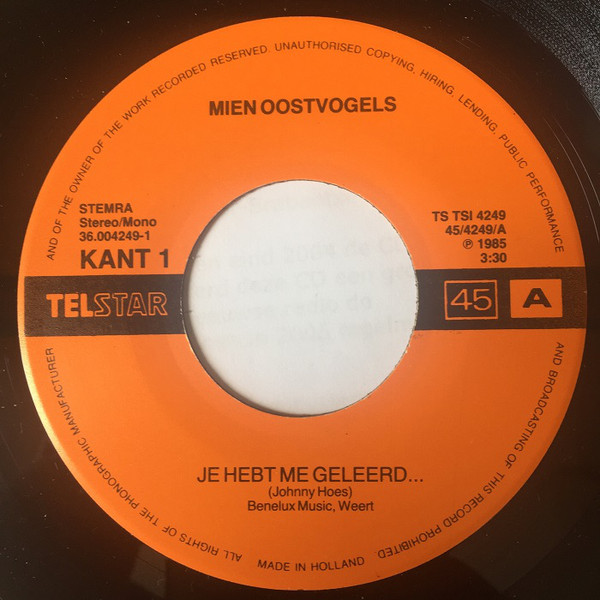 ALL RIGHTS OF THE PHONOGRAPHIC MANUFACTURER
AND OF THE OWNER OF THE WORK RECORDED RESERVED. UNAUTHORISED COPYING, HIRING, LENDING, PUBLIC PERFORMANCE
AND BROADCASTING OF THIS RECORD PROHIBITED.
MIEN OOSTVOGELS
STEMRA
Stereo/Mono
36.004249-1
KANT 1
TS TSI 4249
45/4249/A
℗ 1985
3:30
TELSTAR
45 A
JE HEBT ME GELEERD...
(Johnny Hoes)
Benelux Music, Weert
MADE IN HOLLAND